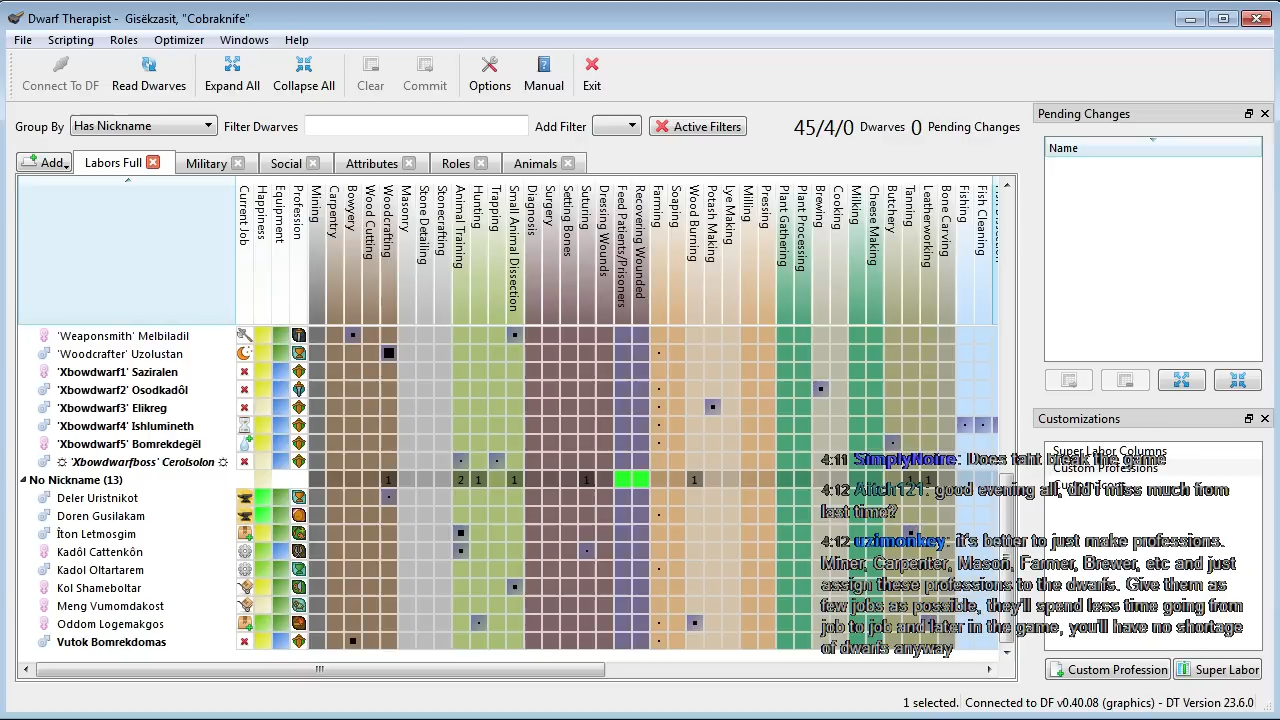 Dwarf Therapist - Gisëkzasit, "Cobraknife"
File Scripting Roles Optimizer Windows Help
Connect To DF Read Dwarves Expand All Collapse All Clear Commit Options Manual Exit
Group By Has Nickname Filter Dwarves Add Filter Active Filters 45/4/0 Dwarves 0 Pending Changes
Add... Labors Full Military Social Attributes Roles Animals
Current Job
Happiness
Equipment
Profession
Mining
Carpentry
Bowyery
Wood Cutting
Woodcrafting
Masonry
Stone Detailing
Stonecrafting
Animal Training
Hunting
Trapping
Small Animal Dissection
Diagnosis
Surgery
Setting Bones
Suturing
Dressing Wounds
Feed Patients/Prisoners
Recovering Wounded
Farming
Soaping
Wood Burning
Potash Making
Lye Making
Milling
Pressing
Plant Gathering
Plant Processing
Brewing
Cooking
Milking
Cheese Making
Butchery
Tanning
Leatherworking
Bone Carving
Fishing
Fish Cleaning
'Weaponsmith' Melbiladil
'Woodcrafter' Uzolustan
'Xbowdwarf1' Saziralen
'Xbowdwarf2' Osodkadôl
'Xbowdwarf3' Elikreg
'Xbowdwarf4' Ishlumineth
'Xbowdwarf5' Bomrekdegël
☼ 'Xbowdwarfboss' Cerolsolon ☼
No Nickname (13) 1 2 1 1 1 1 1
Deler Uristnikot
Doren Gusilakam
Îton Letmosgim
Kadôl Cattenkôn
Kadol Oltartarem
Kol Shameboltar
Meng Vumomdakost
Oddom Logemakgos
Vutok Bomrekdomas
Pending Changes
Name
Customizations
Super Labor Columns
Custom Professions
4:11 SimplyNoire: Does taht break the game
4:12 Aitch121: good evening all, did i miss much from
last time?
4:12 uzimonkey: it's better to just make professions.
Miner, Carpenter, Mason, Farmer, Brewer, etc and just
assign these professions to the dwarfs. Give them as
few jobs as possible, they'll spend less time going from
job to job and later in the game, you'll have no shortage
of dwarfs anyway
Custom Profession Super Labor
1 selected. Connected to DF v0.40.08 (graphics) - DT Version 23.6.0